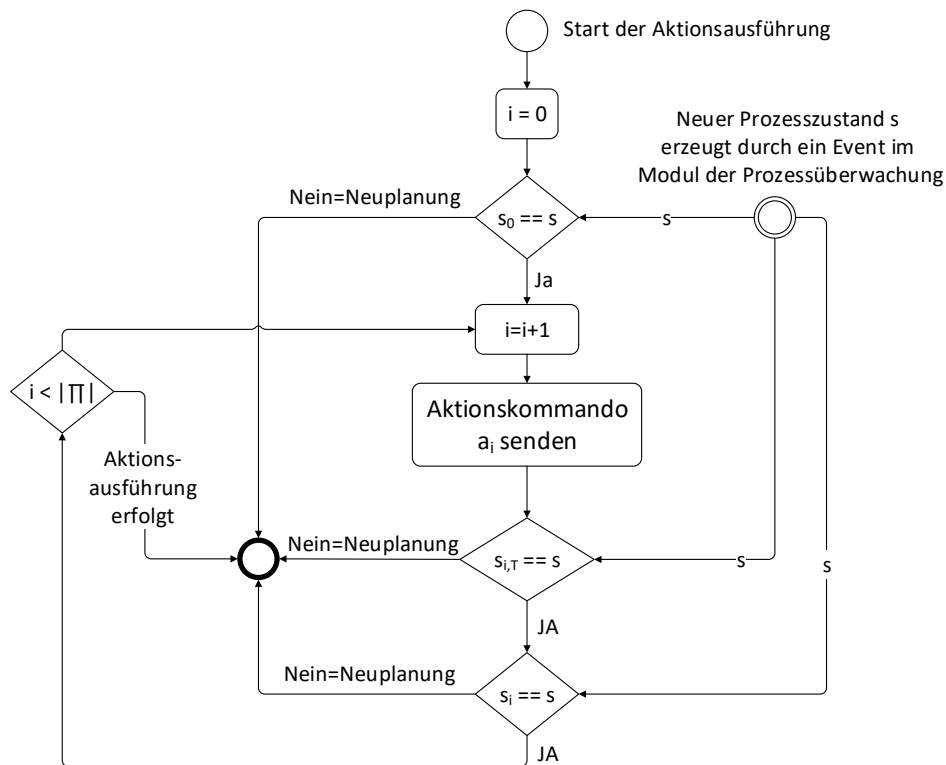 Start der Aktionsausführung
i = 0
Neuer Prozesszustand s
erzeugt durch ein Event im
Modul der Prozessüberwachung
Nein=Neuplanung
s₀ == s
s
Ja
i=i+1
i < |∏|
Aktionskommando
aᵢ senden
Aktions-
ausführung
erfolgt
Nein=Neuplanung
s_{i,T} == s
s
s
JA
Nein=Neuplanung
sᵢ == s
JA